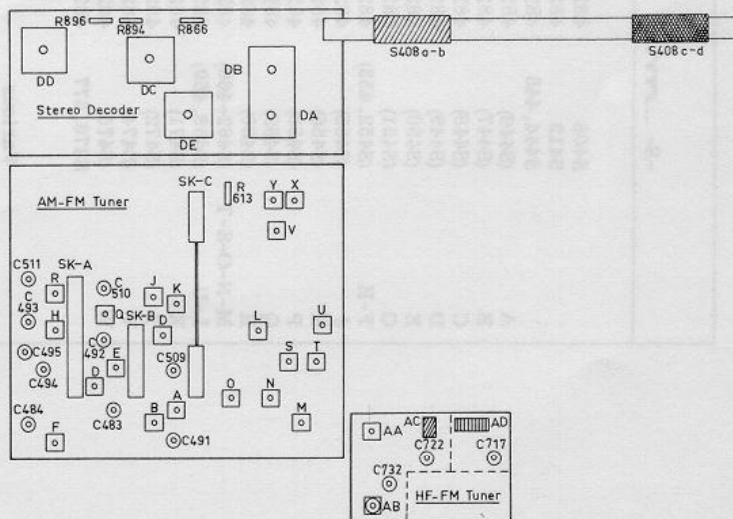 R896
R894
R866
DD
DC
DB
Stereo Decoder
DA
DE
S408a-b
S408c-d
AM-FM Tuner
SK-C
R
613
Y X
V
C511
SK-A
R
C
510
J
K
C
493
H
Q
SK-B
D
L
U
C495
C
492
E
C509
S T
C494
D
C484
C483
B
A
O
N
M
F
C491
AA
AC
AD
C722
C717
C732
HF-FM Tuner
AB